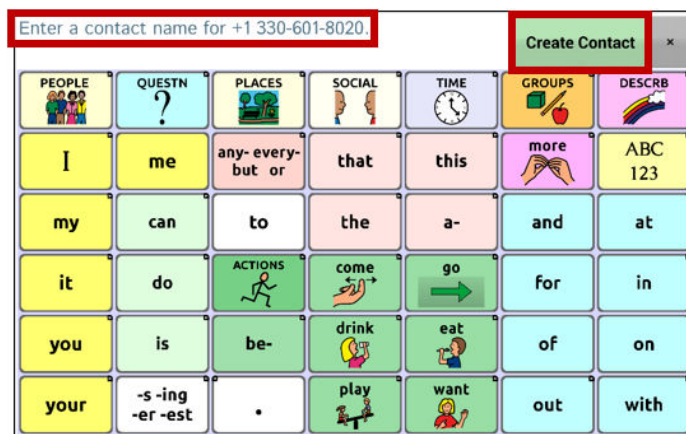 Enter a contact name for +1 330-601-8020.
Create Contact ×
PEOPLE QUESTN PLACES SOCIAL TIME GROUPS DESCRB
?
I me any- every- but or that this more ABC 123
my can to the a- and at
it do ACTIONS come go for in
you is be- drink eat of on
your -s -ing -er -est . play want out with